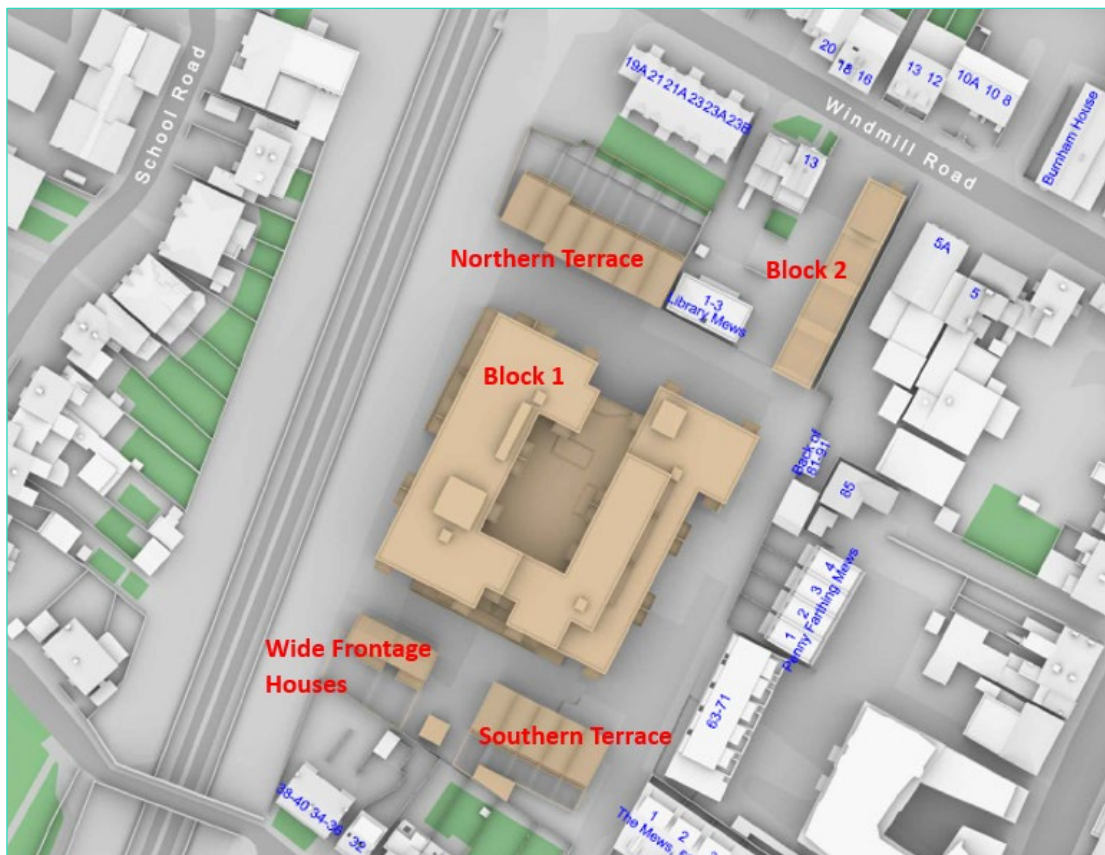 School Road
19A 21 21A 23 23A 23B
20
18 16
13 12
10A 10 8
Burnham House
Windmill Road
13
Northern Terrace
Block 2
5A
5
1-3
Library Mews
Block 1
Back of
81-91
85
1 2 3 4
Penny Farthing Mews
Wide Frontage
Houses
63-71
Southern Terrace
38-40 34-36
32
1
2
The Mews,